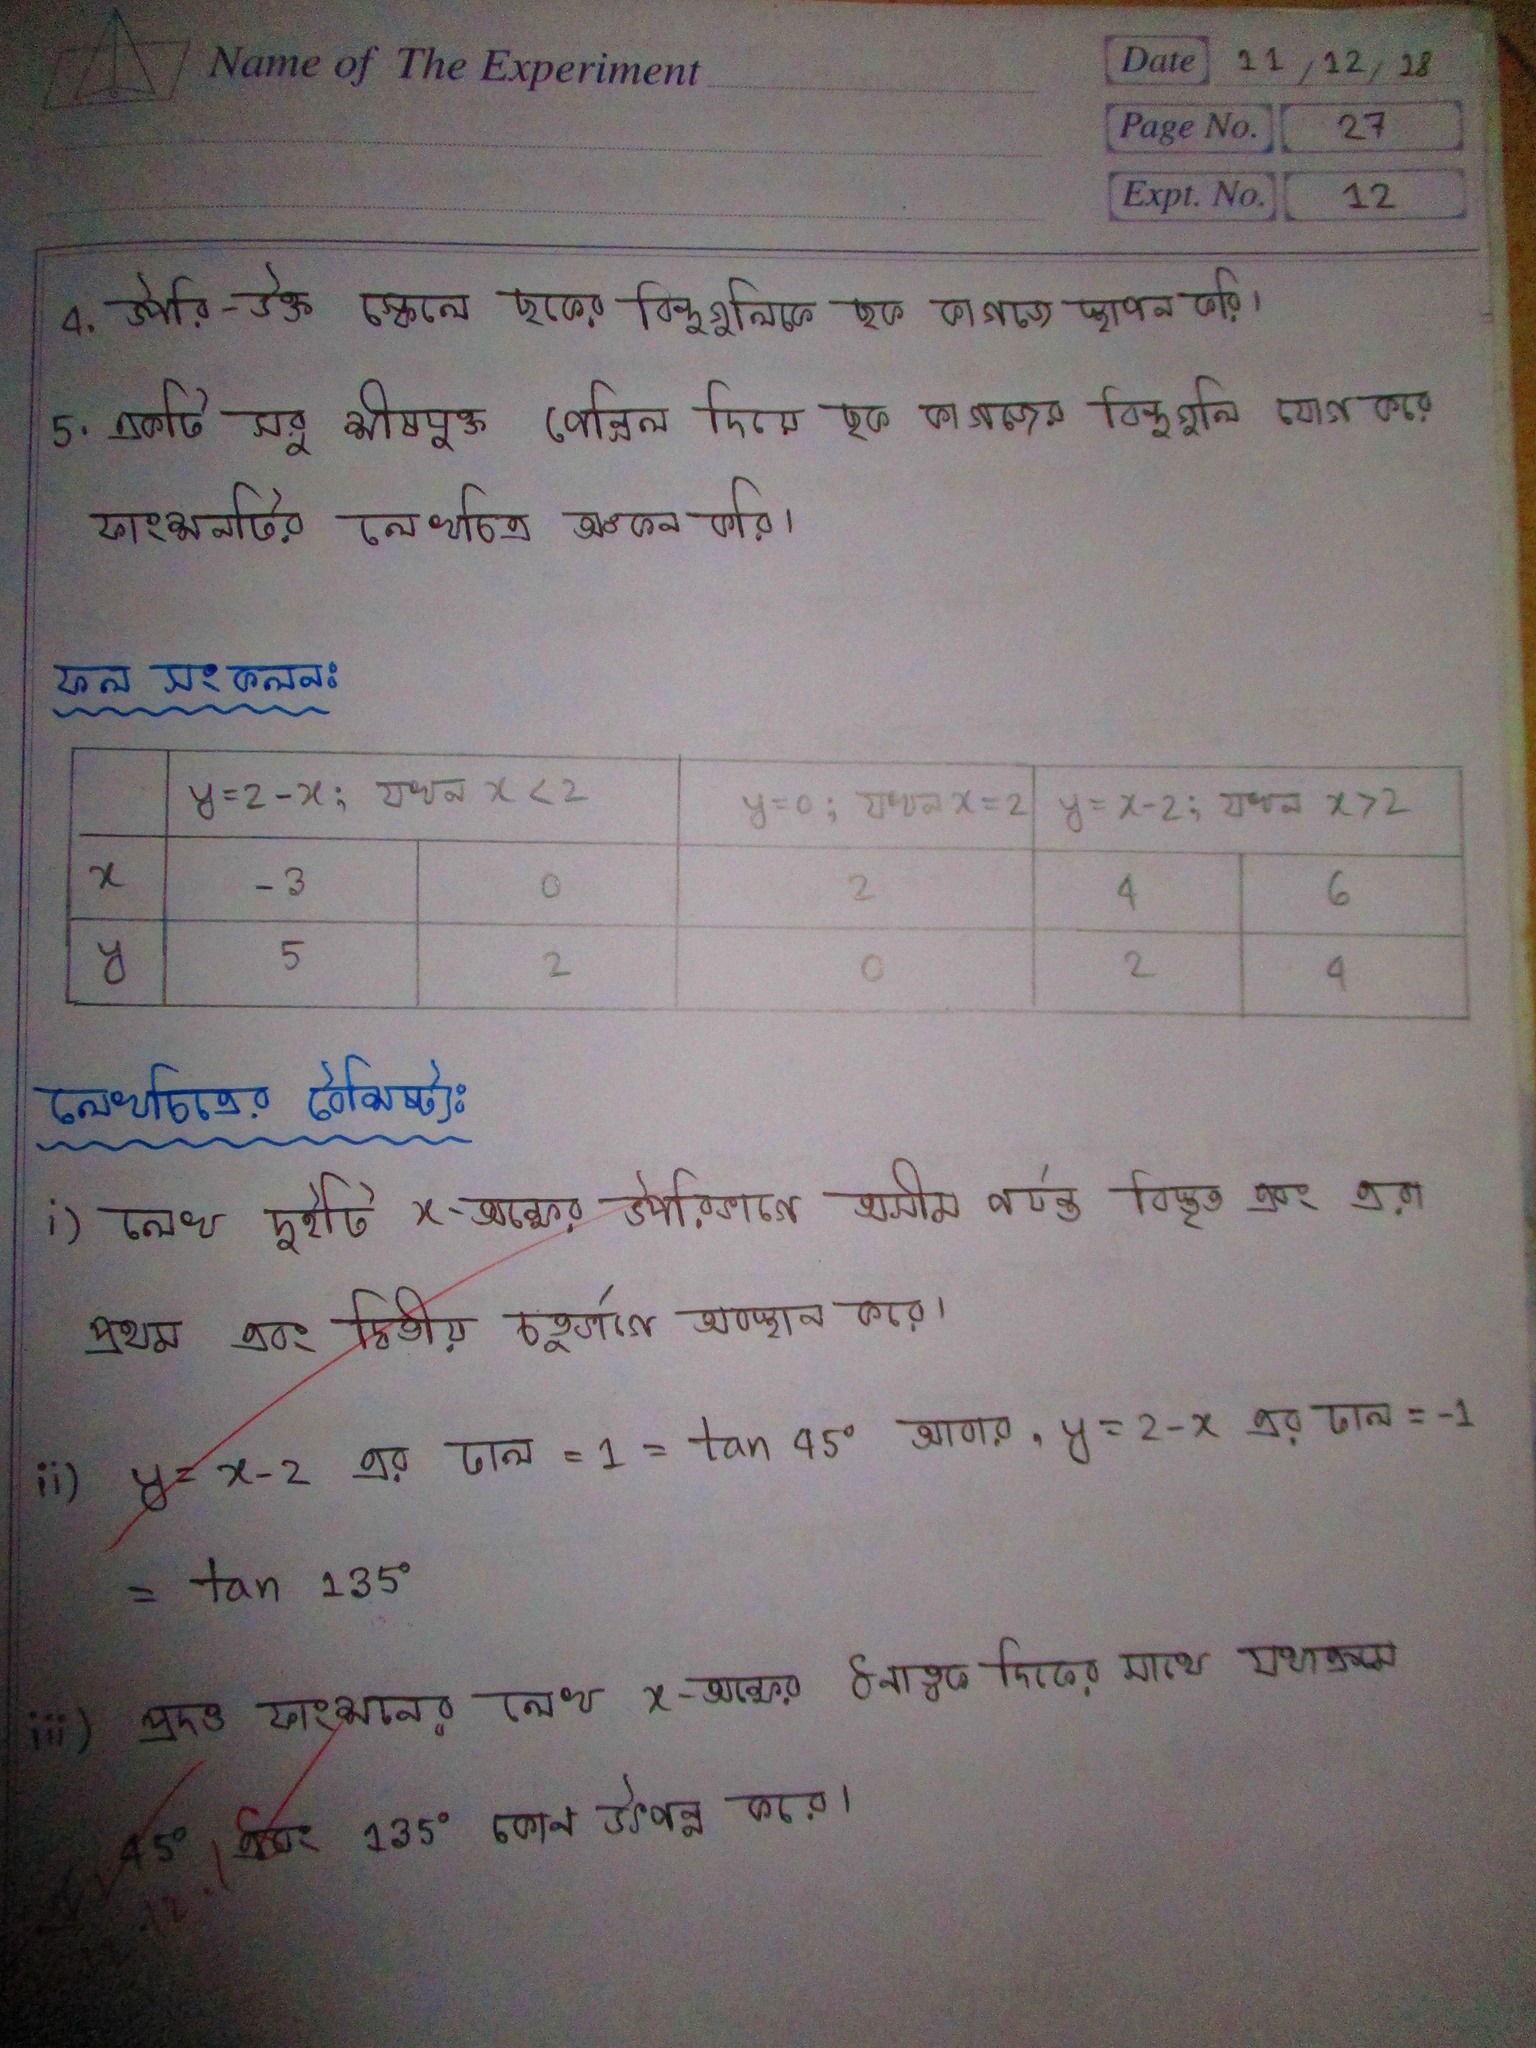 Name of The Experiment
Date 11/12/18
Page No. 27
Expt. No. 12
4. উপরি-উক্ত স্কেলে ছকের বিন্দুগুলিকে ছক কাগজে স্থাপন করি।
5. একটি সরু শীষযুক্ত পেন্সিল দিয়ে ছক কাগজের বিন্দুগুলি যোগ করে
ফাংশনটির লেখচিত্র অঙকন করি।
ফল সংকলনঃ
y=2-x; যখন x<2 y=0; যখন x=2 y=x-2; যখন x>2
x -3 0 2 4 6
y 5 2 0 2 4
লেখচিত্রের বৈশিষ্ট্যঃ
i) লেখ দুইটি x-অক্ষের উপরিভাগে অসীম পর্যন্ত বিস্তৃত এবং এরা
প্রথম এবং দ্বিতীয় চতুর্ভাগে অবস্থান করে।
ii) y = x-2 এর ঢাল = 1 = tan 45° আবার, y = 2-x এর ঢাল = -1
= tan 135°
iii) প্রদত্ত ফাংশনের লেখ x-অক্ষের ধনাত্বক দিকের সাথে যথাক্রমে
45° এবং 135° কোন উৎপন্ন করে।